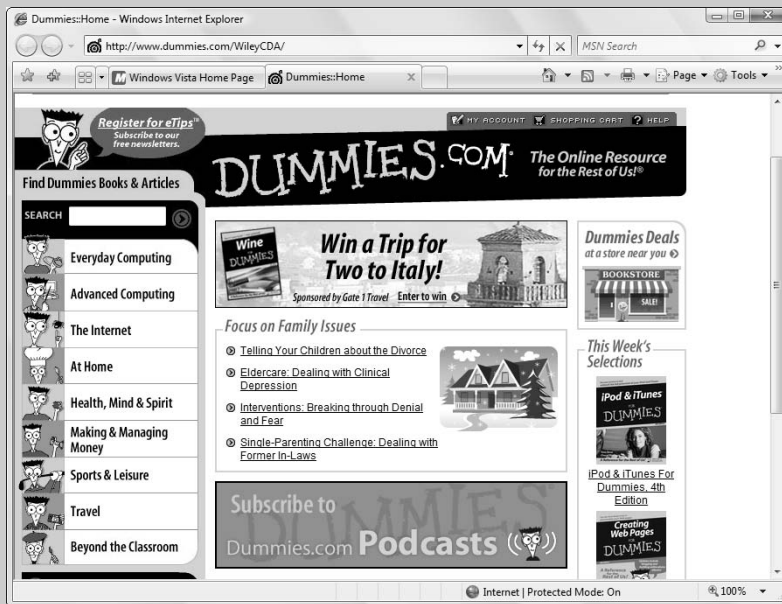 Dummies::Home - Windows Internet Explorer
http://www.dummies.com/WileyCDA/
MSN Search
Windows Vista Home Page
Dummies::Home
Page
Tools
Register for eTips™
Subscribe to our
free newsletters.
MY ACCOUNT SHOPPING CART ? HELP
DUMMIES.COM
The Online Resource
for the Rest of Us!®
Find Dummies Books & Articles
SEARCH
Everyday Computing
Advanced Computing
The Internet
At Home
Health, Mind & Spirit
Making & Managing
Money
Sports & Leisure
Travel
Beyond the Classroom
Wine
FOR
DUMMIES
Win a Trip for
Two to Italy!
Sponsored by Gate 1 Travel Enter to win
Focus on Family Issues
Telling Your Children about the Divorce
Eldercare: Dealing with Clinical
Depression
Interventions: Breaking through Denial
and Fear
Single-Parenting Challenge: Dealing with
Former In-Laws
Subscribe to
Dummies.com Podcasts
Dummies Deals
at a store near you
BOOKSTORE
SALE!
This Week's
Selections
iPod & iTunes
FOR
DUMMIES
iPod & iTunes For
Dummies, 4th
Edition
Creating
Web Pages
FOR
DUMMIES
Internet | Protected Mode: On
100%